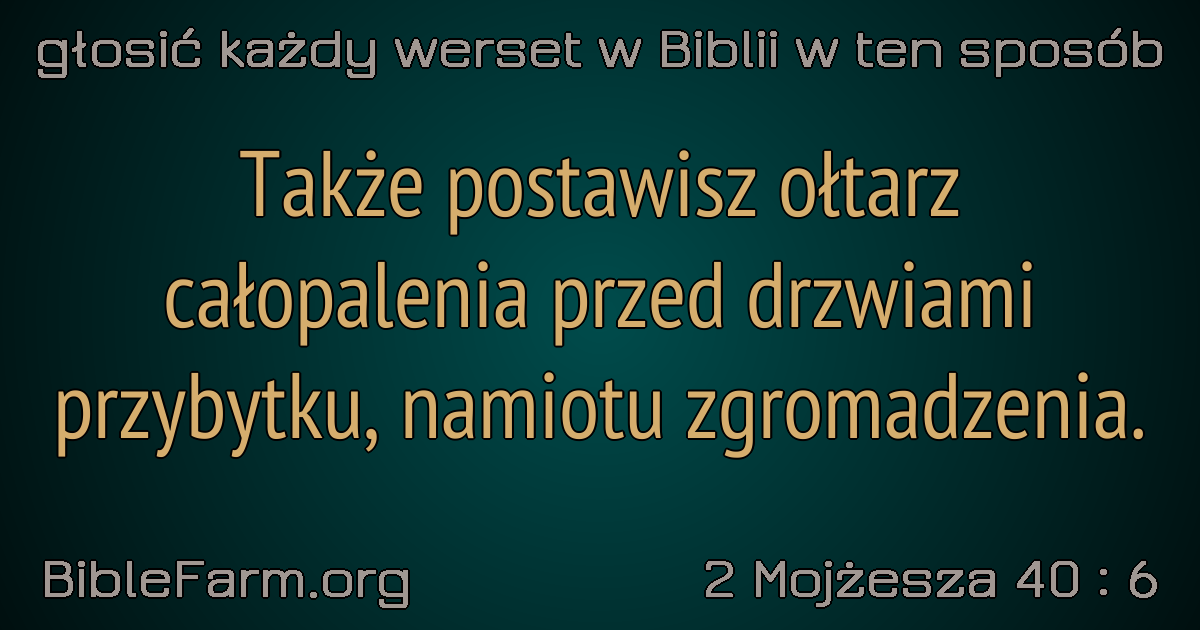 głosić każdy werset w Biblii w ten sposób
Także postawisz ołtarz
całopalenia przed drzwiami
przybytku, namiotu zgromadzenia.
BibleFarm.org
2 Mojżesza 40 : 6